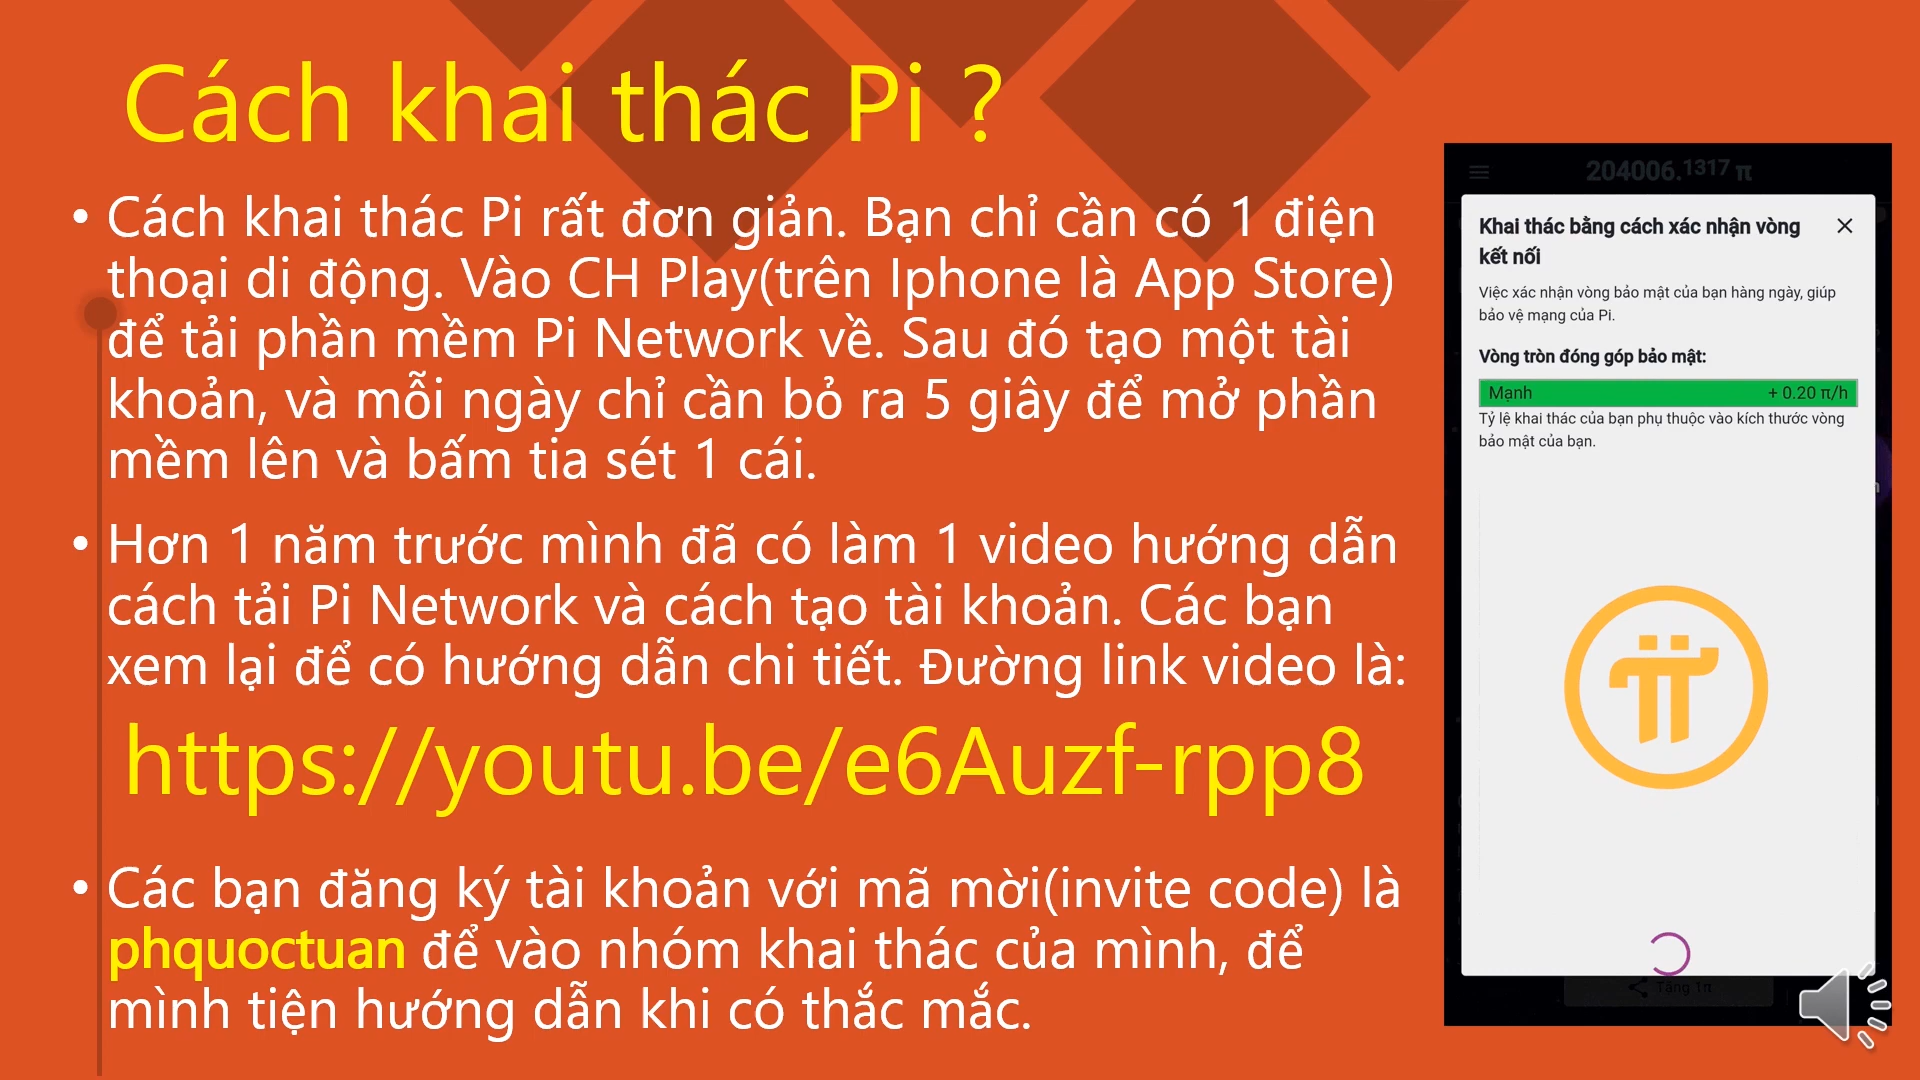 Cách khai thác Pi ?
• Cách khai thác Pi rất đơn giản. Bạn chỉ cần có 1 điện
thoại di động. Vào CH Play(trên Iphone là App Store)
để tải phần mềm Pi Network về. Sau đó tạo một tài
khoản, và mỗi ngày chỉ cần bỏ ra 5 giây để mở phần
mềm lên và bấm tia sét 1 cái.
• Hơn 1 năm trước mình đã có làm 1 video hướng dẫn
cách tải Pi Network và cách tạo tài khoản. Các bạn
xem lại để có hướng dẫn chi tiết. Đường link video là:
https://youtu.be/e6Auzf-rpp8
• Các bạn đăng ký tài khoản với mã mời(invite code) là
phquoctuan để vào nhóm khai thác của mình, để
mình tiện hướng dẫn khi có thắc mắc.
204006.1317 π
Khai thác bằng cách xác nhận vòng
kết nối
Việc xác nhận vòng bảo mật của bạn hàng ngày, giúp
bảo vệ mạng của Pi.
Vòng tròn đóng góp bảo mật:
Mạnh + 0.20 π/h
Tỷ lệ khai thác của bạn phụ thuộc vào kích thước vòng
bảo mật của bạn.
Tăng 1π